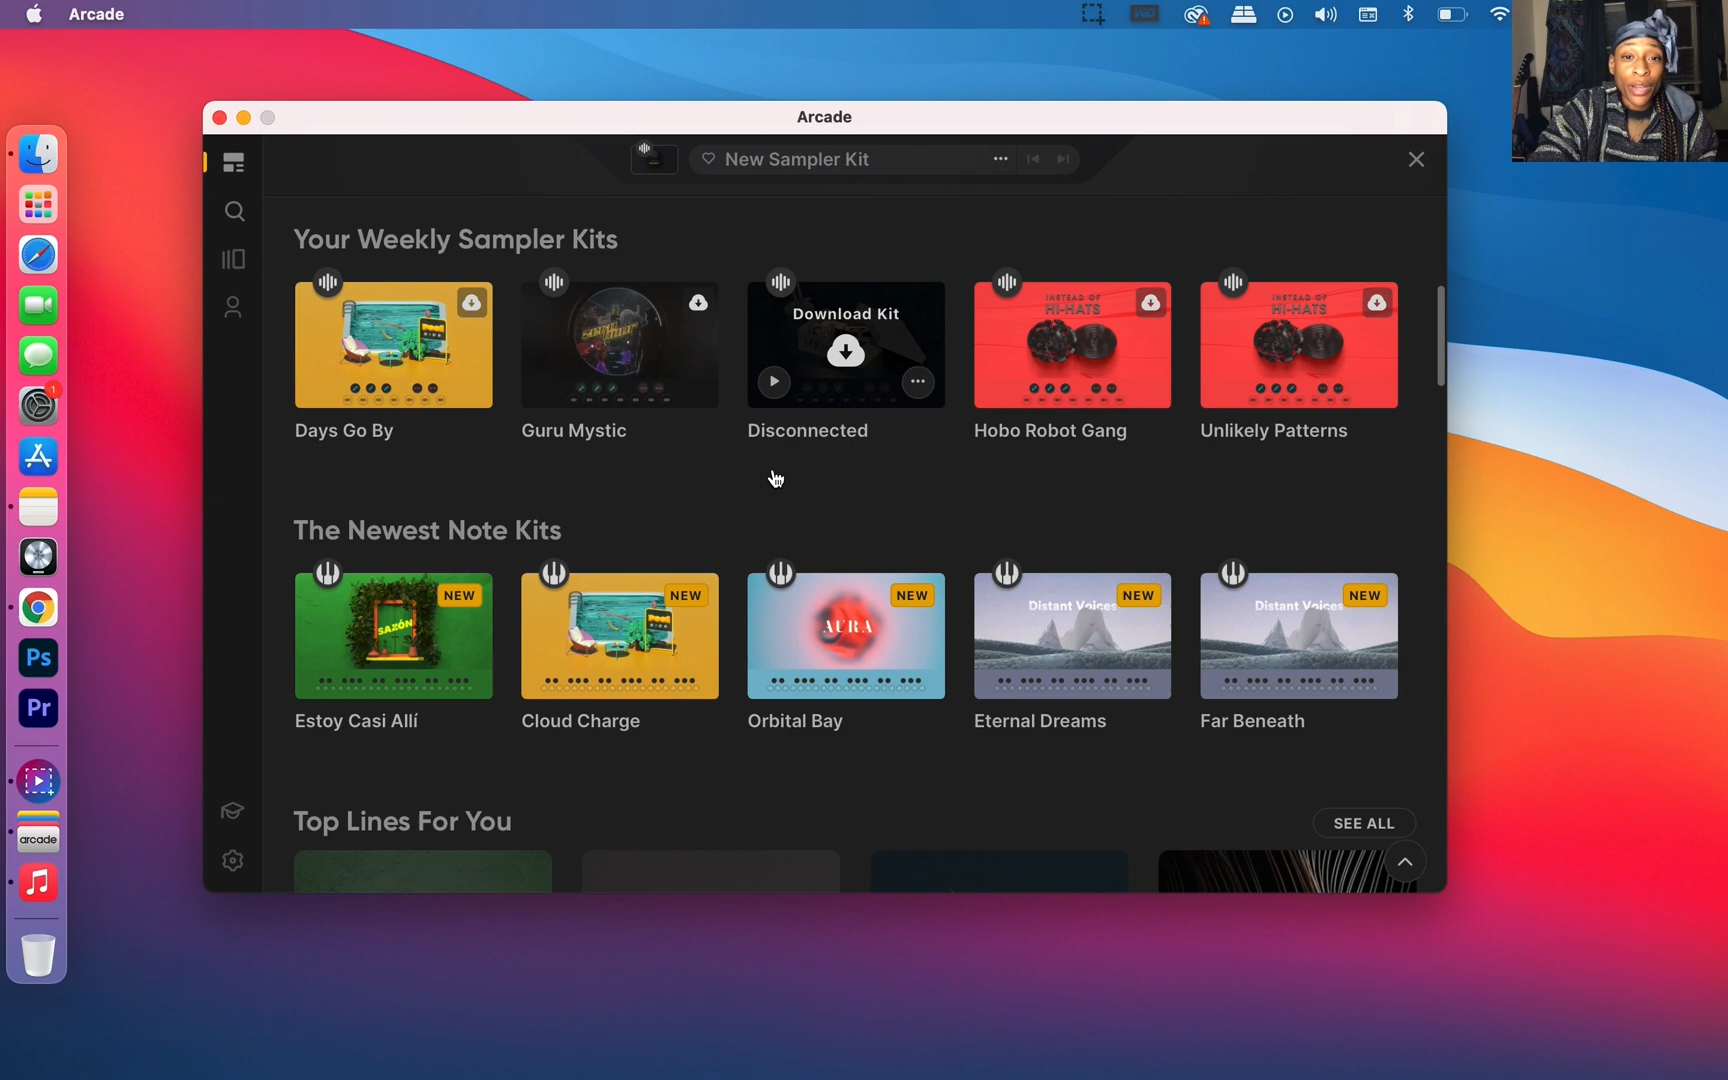 Arcade
Arcade
New Sampler Kit
Your Weekly Sampler Kits
Download Kit
INSTEAD OF
HI-HATS
INSTEAD OF
HI-HATS
Days Go By
Guru Mystic
Disconnected
Hobo Robot Gang
Unlikely Patterns
The Newest Note Kits
NEW
NEW
NEW
NEW
NEW
SAZÓN
AURA
Distant Voices
Distant Voices
Estoy Casi Allí
Cloud Charge
Orbital Bay
Eternal Dreams
Far Beneath
Top Lines For You
SEE ALL
1
Ps
Pr
arcade